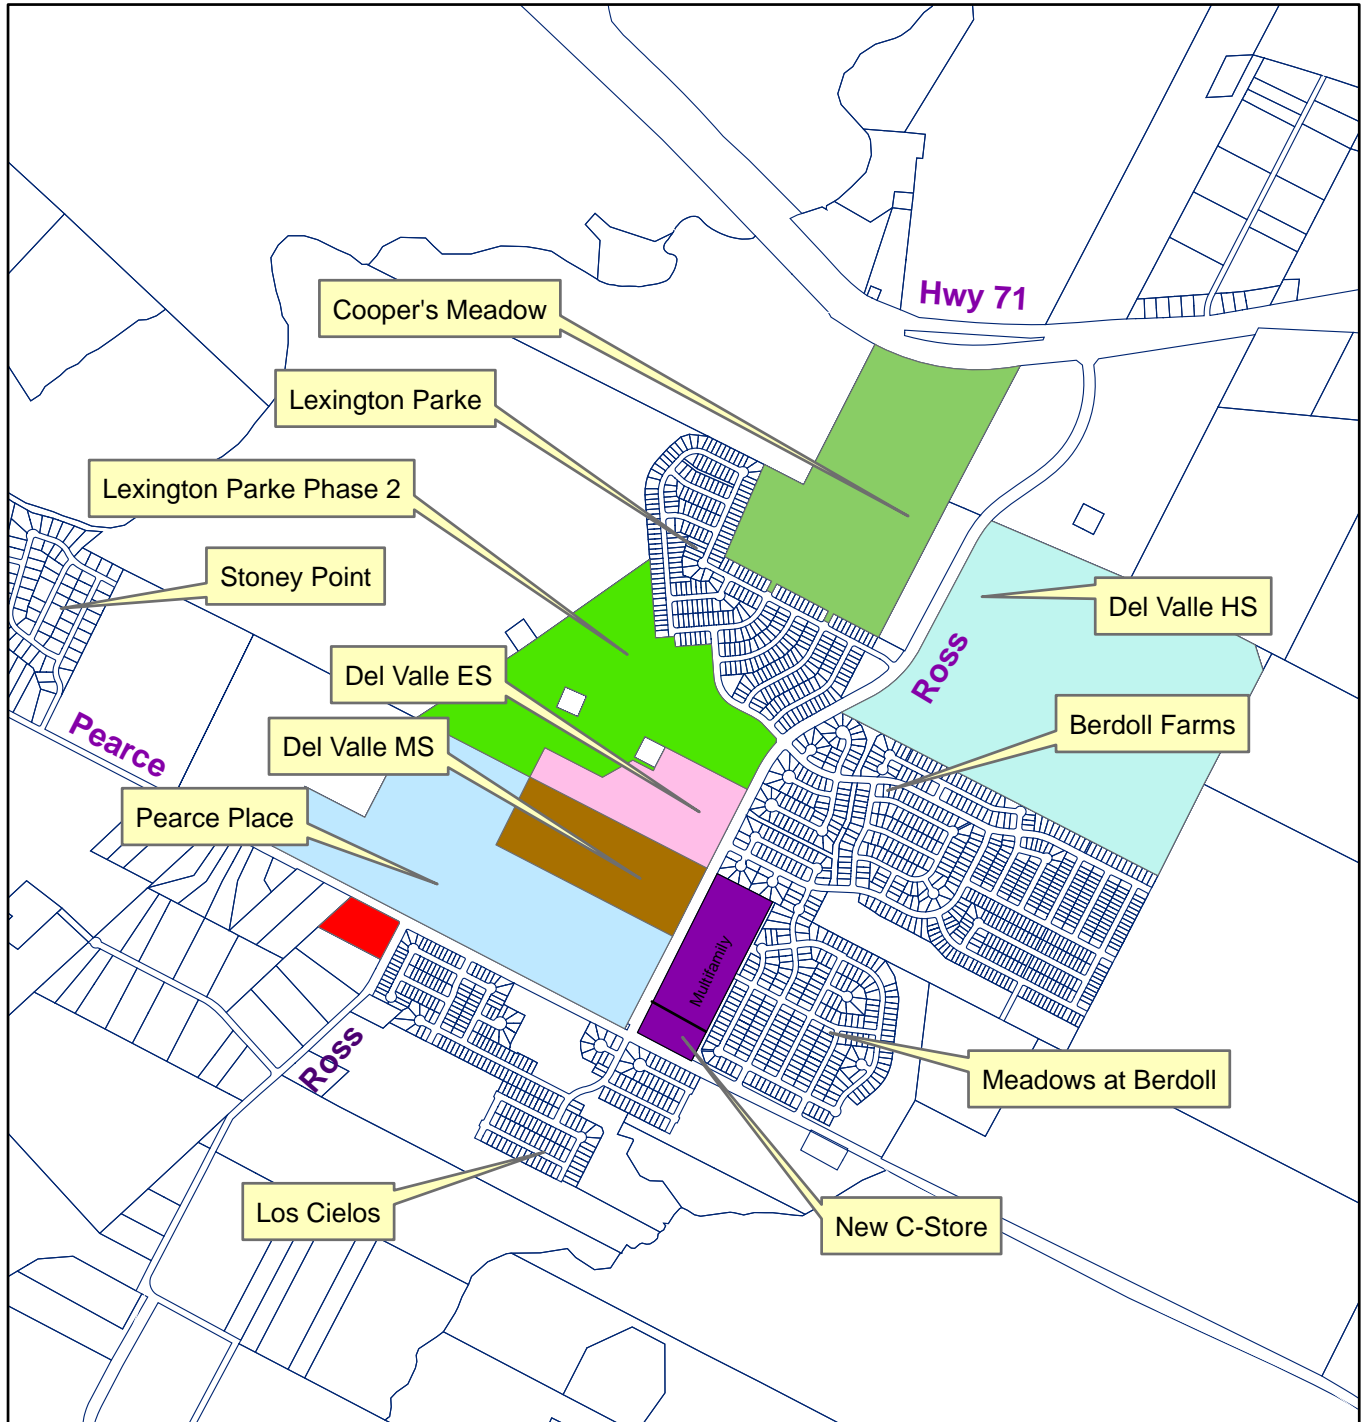 Hwy 71
Cooper's Meadow
Lexington Parke
Lexington Parke Phase 2
Stoney Point
Del Valle HS
Ross
Del Valle ES
Berdoll Farms
Pearce
Del Valle MS
Pearce Place
Multifamily
Ross
Meadows at Berdoll
Los Cielos
New C-Store